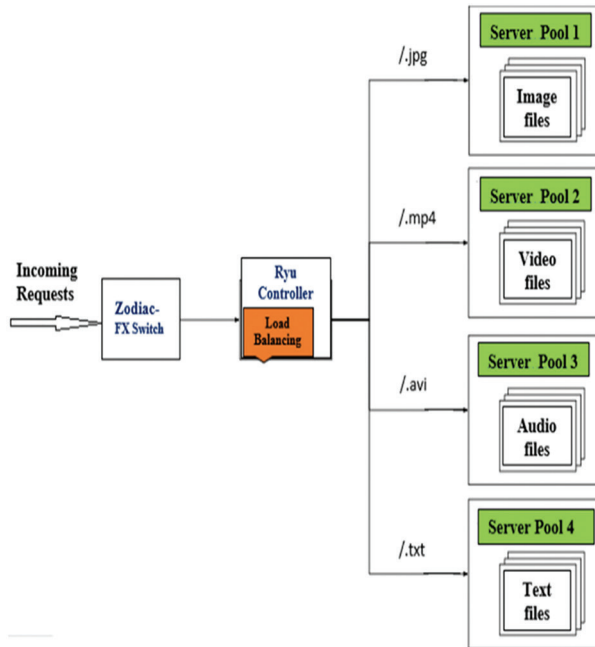 Incoming
Requests
Zodiac-
FX Switch
Ryu
Controller
Load
Balancing
/.jpg
Server Pool 1
Image
files
/.mp4
Server Pool 2
Video
files
/.avi
Server Pool 3
Audio
files
/.txt
Server Pool 4
Text
files